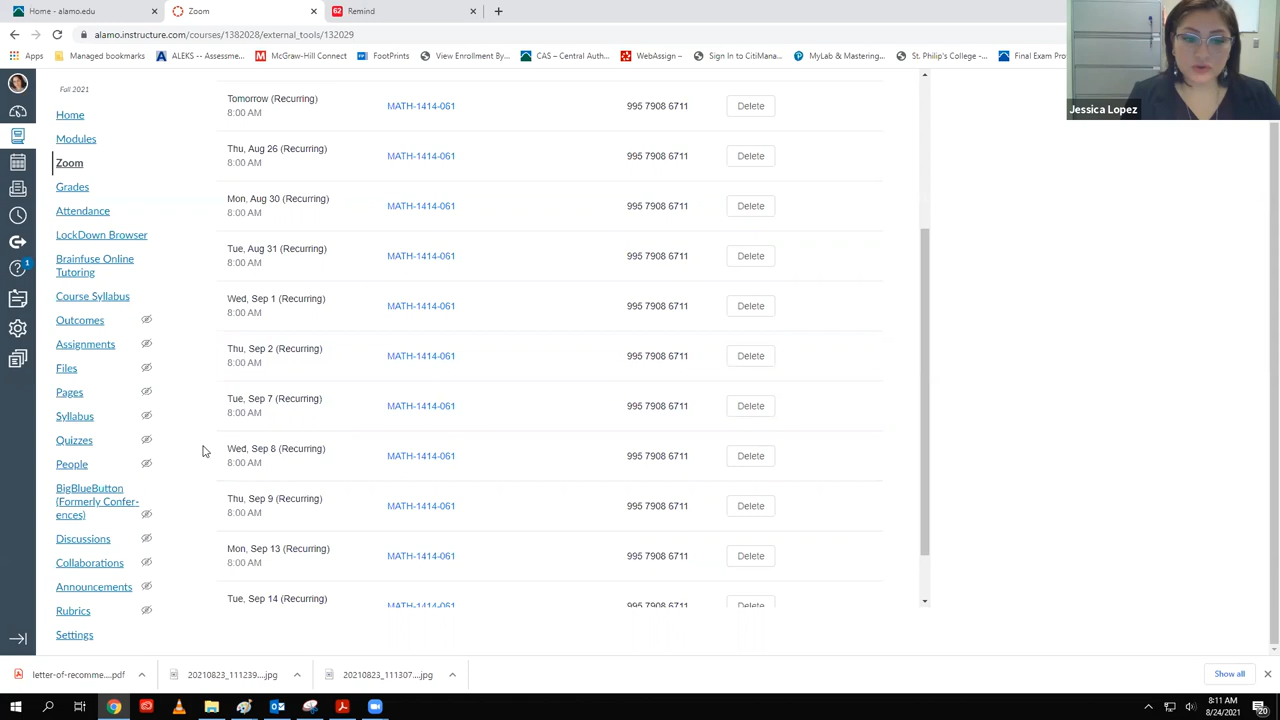 Home - alamo.edu
Zoom
62
Remind
alamo.instructure.com/courses/1382028/external_tools/132029
Apps
Managed bookmarks
ALEKS -- Assessme...
McGraw-Hill Connect
FootPrints
View Enrollment By...
CAS – Central Auth...
WebAssign –
Sign In to CitiMana...
MyLab & Mastering...
St. Philip's College -...
Final Exam Pro
Jessica Lopez
Fall 2021
Home
Modules
Zoom
Grades
Attendance
LockDown Browser
Brainfuse Online
Tutoring
Course Syllabus
Outcomes
Assignments
Files
Pages
Syllabus
Quizzes
People
BigBlueButton
(Formerly Confer-
ences)
Discussions
Collaborations
Announcements
Rubrics
Settings
1
Tomorrow (Recurring)
8:00 AM
MATH-1414-061
995 7908 6711
Delete
Thu, Aug 26 (Recurring)
8:00 AM
MATH-1414-061
995 7908 6711
Delete
Mon, Aug 30 (Recurring)
8:00 AM
MATH-1414-061
995 7908 6711
Delete
Tue, Aug 31 (Recurring)
8:00 AM
MATH-1414-061
995 7908 6711
Delete
Wed, Sep 1 (Recurring)
8:00 AM
MATH-1414-061
995 7908 6711
Delete
Thu, Sep 2 (Recurring)
8:00 AM
MATH-1414-061
995 7908 6711
Delete
Tue, Sep 7 (Recurring)
8:00 AM
MATH-1414-061
995 7908 6711
Delete
Wed, Sep 8 (Recurring)
8:00 AM
MATH-1414-061
995 7908 6711
Delete
Thu, Sep 9 (Recurring)
8:00 AM
MATH-1414-061
995 7908 6711
Delete
Mon, Sep 13 (Recurring)
8:00 AM
MATH-1414-061
995 7908 6711
Delete
Tue, Sep 14 (Recurring)
MATH-1414-061
995 7908 6711
Delete
letter-of-recomme....pdf
20210823_111239....jpg
20210823_111307....jpg
Show all
8:11 AM
8/24/2021
20